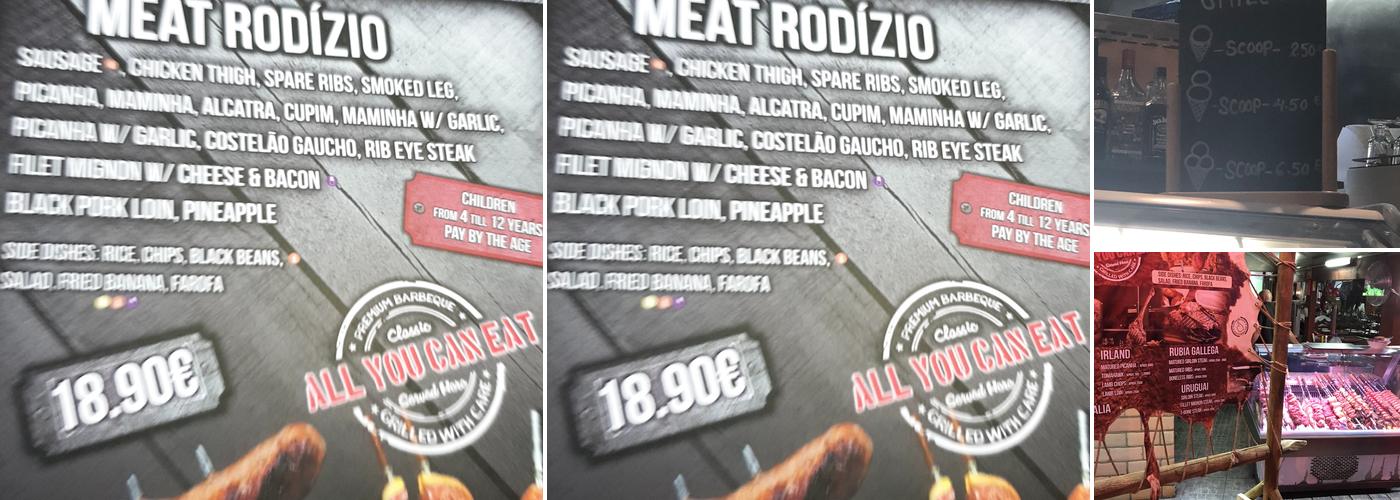 MEAT RODÍZIO
SAUSAGE, CHICKEN THIGH, SPARE RIBS, SMOKED LEG,
PICANHA, MAMINHA, ALCATRA, CUPIM, MAMINHA W/ GARLIC,
PICANHA W/ GARLIC, COSTELÃO GAUCHO, RIB EYE STEAK
FILET MIGNON W/ CHEESE & BACON
BLACK PORK LOIN, PINEAPPLE
CHILDREN
FROM 4 TILL 12 YEARS
PAY BY THE AGE
SIDE DISHES: RICE, CHIPS, BLACK BEANS,
SALAD, FRIED BANANA, FAROFA
PREMIUM BARBEQUE
Classic
ALL YOU CAN EAT
Ground Meat
GRILLED WITH CARE
18.90€
MEAT RODÍZIO
SAUSAGE, CHICKEN THIGH, SPARE RIBS, SMOKED LEG,
PICANHA, MAMINHA, ALCATRA, CUPIM, MAMINHA W/ GARLIC,
PICANHA W/ GARLIC, COSTELÃO GAUCHO, RIB EYE STEAK
FILET MIGNON W/ CHEESE & BACON
BLACK PORK LOIN, PINEAPPLE
CHILDREN
FROM 4 TILL 12 YEARS
PAY BY THE AGE
SIDE DISHES: RICE, CHIPS, BLACK BEANS,
SALAD, FRIED BANANA, FAROFA
PREMIUM BARBEQUE
Classic
ALL YOU CAN EAT
GRILLED WITH CARE
18.90€
-SCOOP- 2.50
-SCOOP- 4.50 €
-SCOOP- 6.50
SIDE DISHES: RICE, CHIPS, BLACK BEANS,
SALAD, FRIED BANANA, FAROFA
IRLAND
RUBIA GALLEGA
URUGUAI